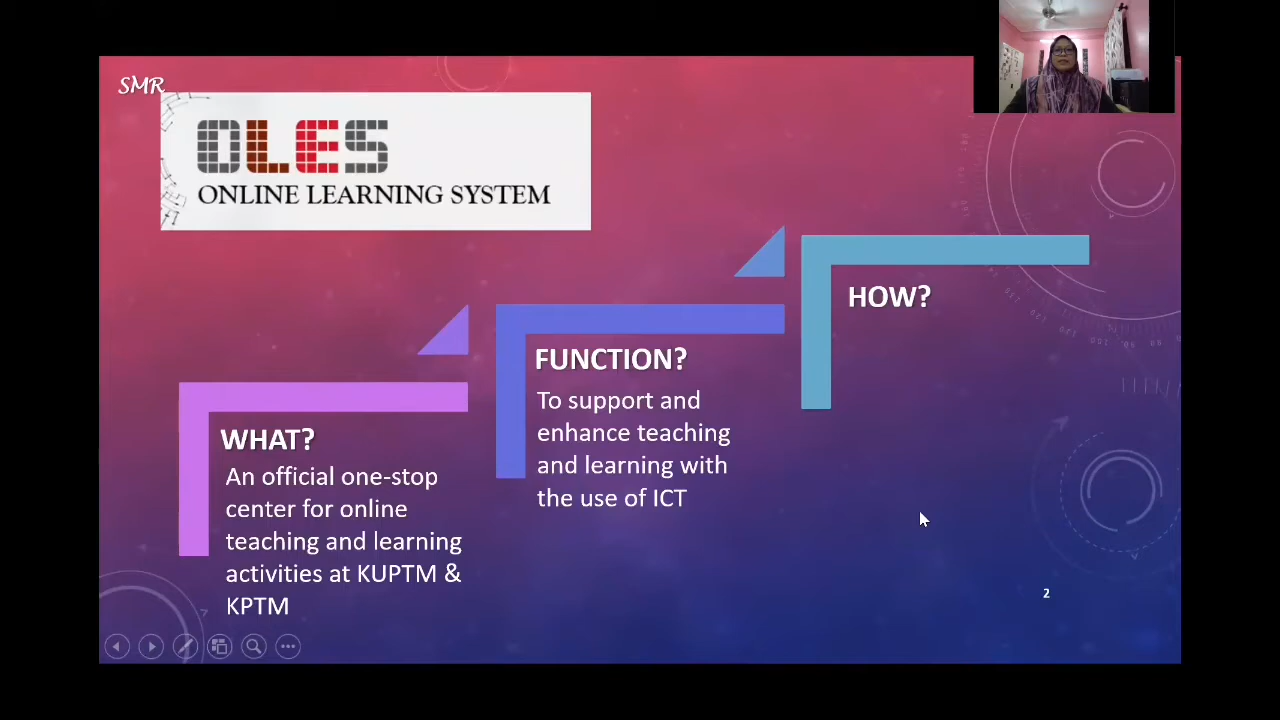 SMR
OLES
ONLINE LEARNING SYSTEM
WHAT?
An official one-stop
center for online
teaching and learning
activities at KUPTM &
KPTM
FUNCTION?
To support and
enhance teaching
and learning with
the use of ICT
HOW?
2